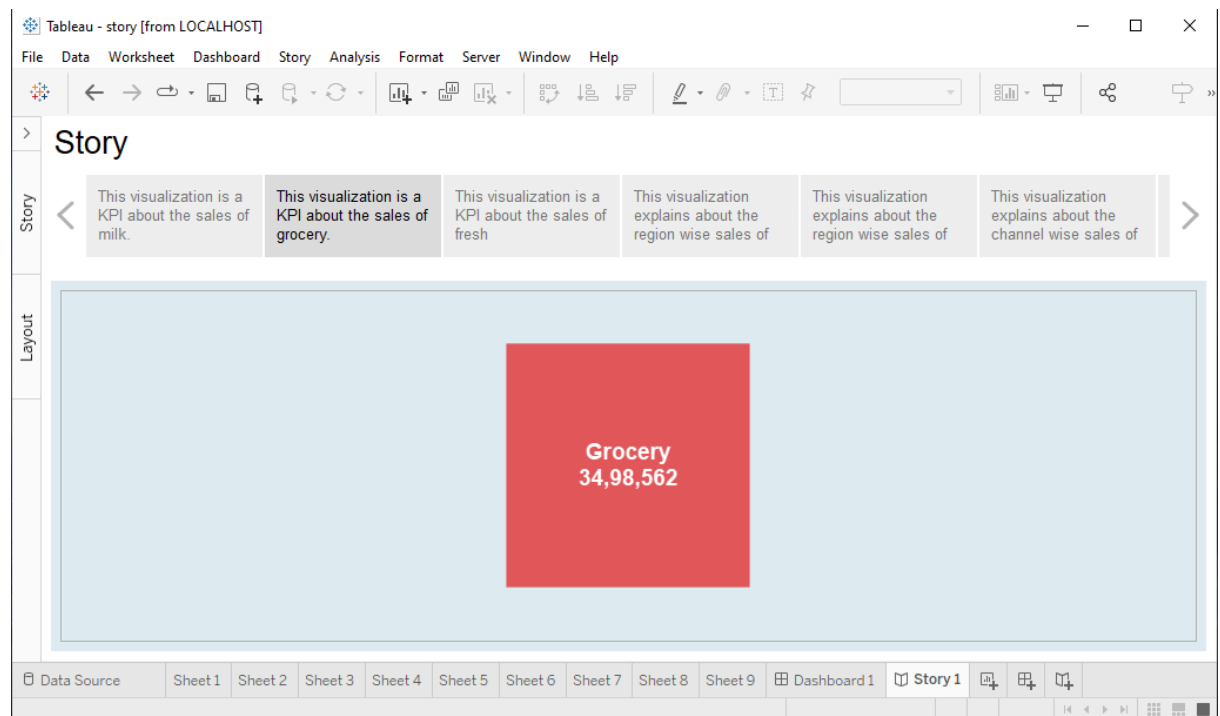 Tableau - story [from LOCALHOST]
File Data Worksheet Dashboard Story Analysis Format Server Window Help
Story
Story
Layout
This visualization is a
KPI about the sales of
milk.
This visualization is a
KPI about the sales of
grocery.
This visualization is a
KPI about the sales of
fresh
This visualization
explains about the
region wise sales of
This visualization
explains about the
region wise sales of
This visualization
explains about the
channel wise sales of
Grocery
34,98,562
Data Source Sheet 1 Sheet 2 Sheet 3 Sheet 4 Sheet 5 Sheet 6 Sheet 7 Sheet 8 Sheet 9 Dashboard 1 Story 1